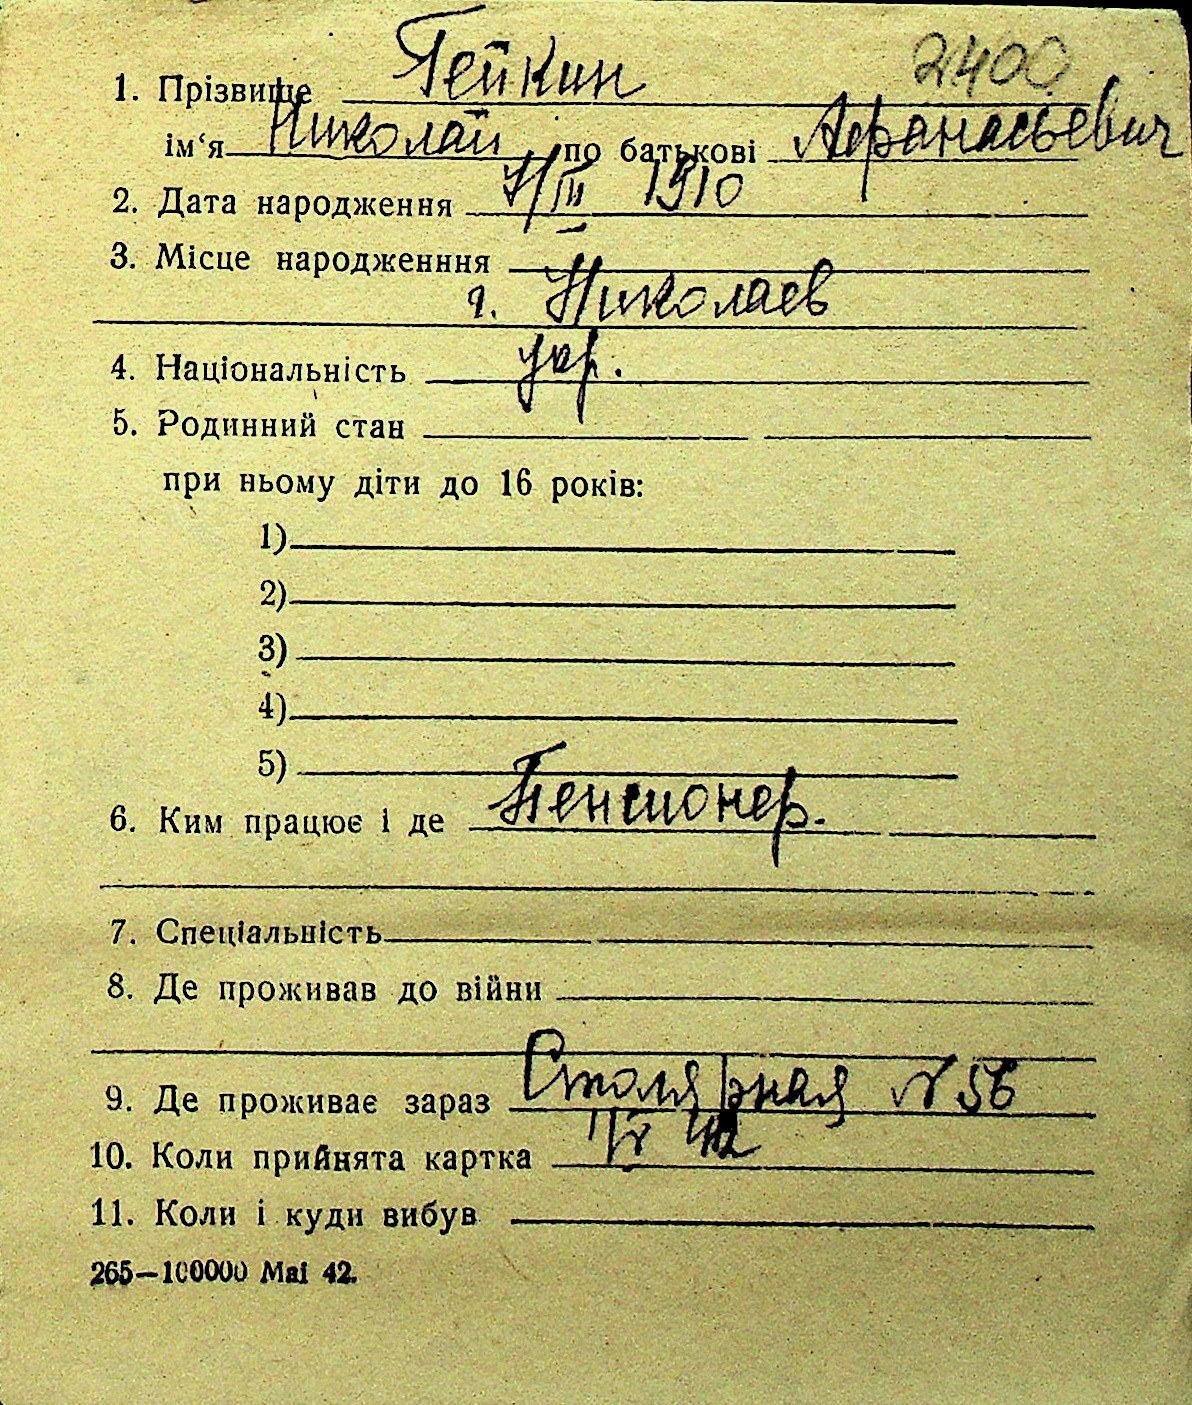 2400
1. Прізвище Гейкин
ім‘я Николай по батькові Афранасьевич
2. Дата народження 7/III 1910
3. Місце народженння
г. Николаев
4. Національність укр.
5. Родинний стан
при ньому діти до 16 років:
1)
2)
3)
4)
5)
6. Ким працює і де Пенсионер.
7. Спеціальність
8. Де проживав до війни
9. Де проживає зараз Столярная № 56
10. Коли прийнята картка 42
11. Коли і куди вибув
265—100000 Mai 42.